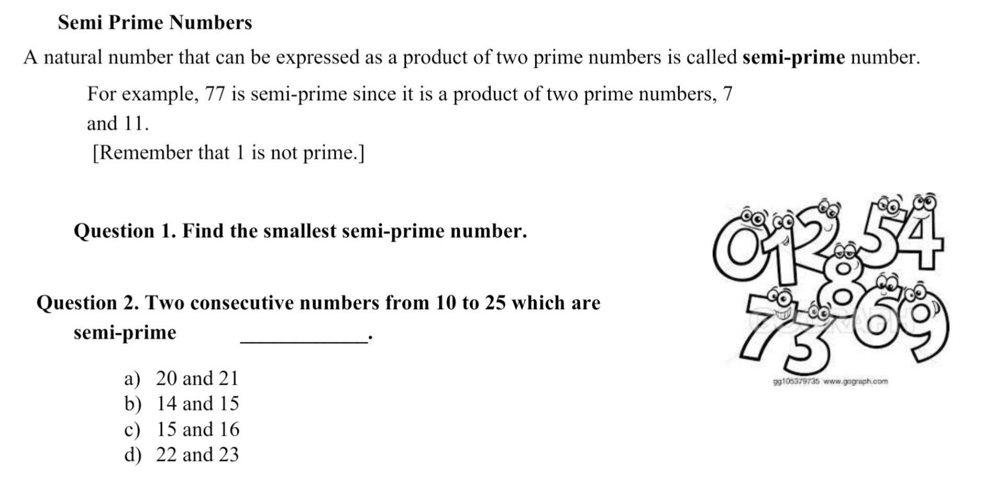 Semi Prime Numbers
A natural number that can be expressed as a product of two prime numbers is called semi-prime number.
For example, 77 is semi-prime since it is a product of two prime numbers, 7
and 11.
[Remember that 1 is not prime.]
Question 1. Find the smallest semi-prime number.
Question 2. Two consecutive numbers from 10 to 25 which are
semi-prime ____________.
a) 20 and 21
b) 14 and 15
c) 15 and 16
d) 22 and 23
0 1 2 5 4
8
7 3 6 9
gg105379735 www.gograph.com